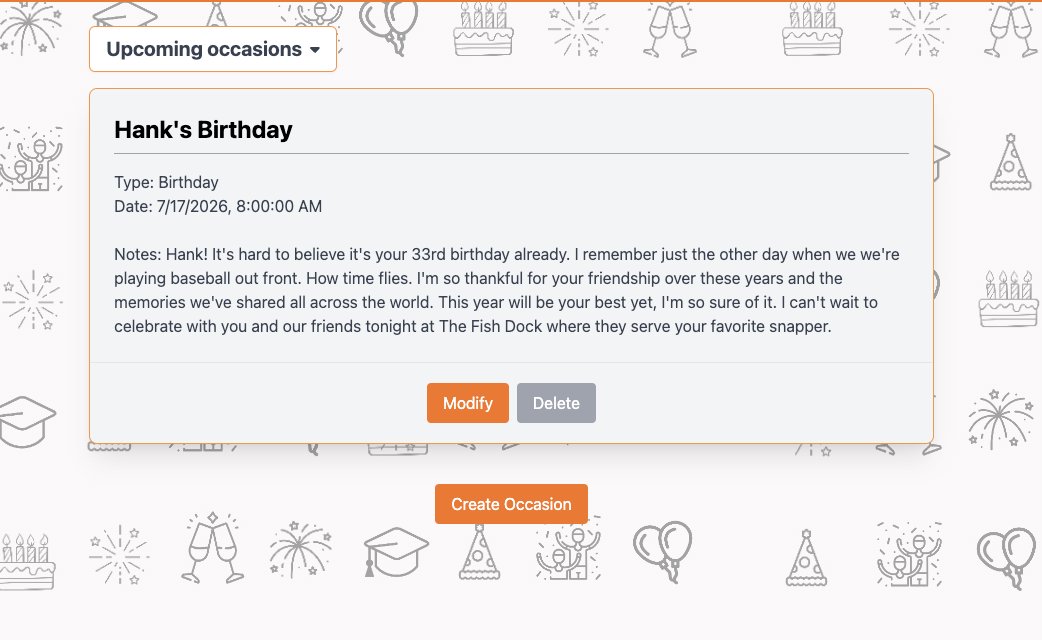 Upcoming occasions
Hank's Birthday
Type: Birthday
Date: 7/17/2026, 8:00:00 AM
Notes: Hank! It's hard to believe it's your 33rd birthday already. I remember just the other day when we we're
playing baseball out front. How time flies. I'm so thankful for your friendship over these years and the
memories we've shared all across the world. This year will be your best yet, I'm so sure of it. I can't wait to
celebrate with you and our friends tonight at The Fish Dock where they serve your favorite snapper.
Modify
Delete
Create Occasion